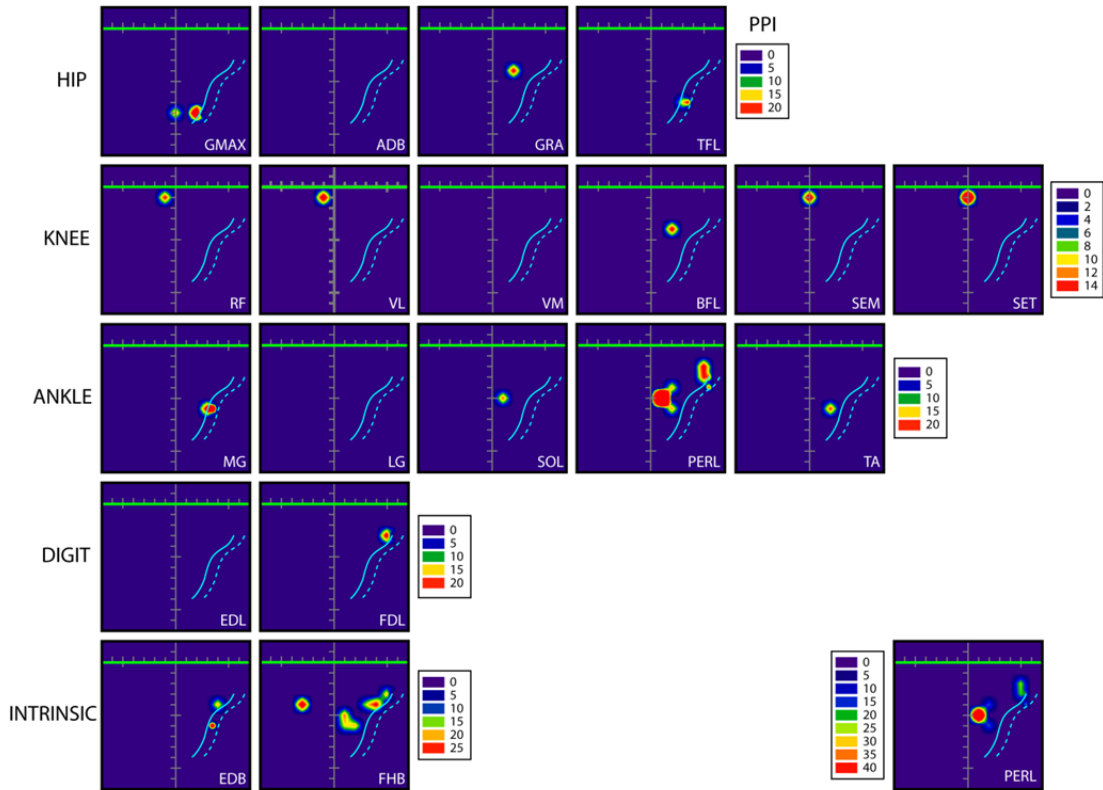 PPI
HIP
GMAX
ADB
GRA
TFL
0
5
10
15
20
KNEE
RF
VL
VM
BFL
SEM
SET
0
2
4
6
8
10
12
14
ANKLE
MG
LG
SOL
PERL
TA
0
5
10
15
20
DIGIT
EDL
FDL
0
5
10
15
20
INTRINSIC
EDB
FHB
0
5
10
15
20
25
0
5
10
15
20
25
30
35
40
PERL